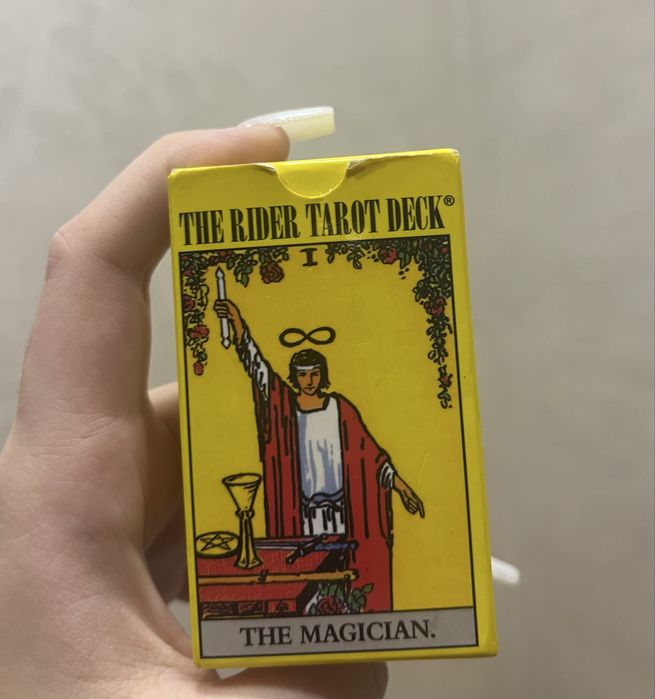 THE RIDER TAROT DECK®
I
THE MAGICIAN.